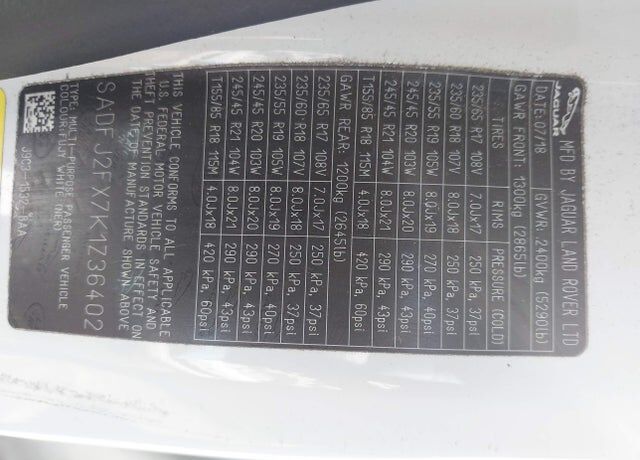 JAGUAR
MFD BY JAGUAR LAND ROVER LTD
DATE:07/18 GVWR: 2400kg (5290lb)
GAWR FRONT: 1300kg (2865lb)
TIRES RIMS PRESSURE (COLD)
235/65 R17 108V 7.0Jx17 250 kPa, 37psi
235/60 R18 107V 8.0Jx18 250 kPa, 37psi
235/55 R19 105W 8.0Jx19 270 kPa, 40psi
245/45 R20 103W 8.0Jx20 290 kPa, 43psi
245/45 R21 104W 8.0Jx21 290 kPa, 43psi
T155/85 R18 115M 4.0Jx18 420 kPa, 60psi
GAWR REAR: 1200kg (2645lb)
235/65 R17 108V 7.0Jx17 250 kPa, 37psi
235/60 R18 107V 8.0Jx18 250 kPa, 37psi
235/55 R19 105W 8.0Jx19 270 kPa, 40psi
245/45 R20 103W 8.0Jx20 290 kPa, 43psi
245/45 R21 104W 8.0Jx21 290 kPa, 43psi
T155/85 R18 115M 4.0Jx18 420 kPa, 60psi
THIS VEHICLE CONFORMS TO ALL APPLICABLE
U.S. FEDERAL MOTOR VEHICLE SAFETY AND
THEFT PREVENTION STANDARDS IN EFFECT ON
THE DATE OF MANUFACTURE SHOWN ABOVE
SADFJ2FX7K1Z36402
TYPE: MULTI-PURPOSE PASSENGER VEHICLE
COLOUR:FUJI WHITE (NER)
J9C3-1532-BAA